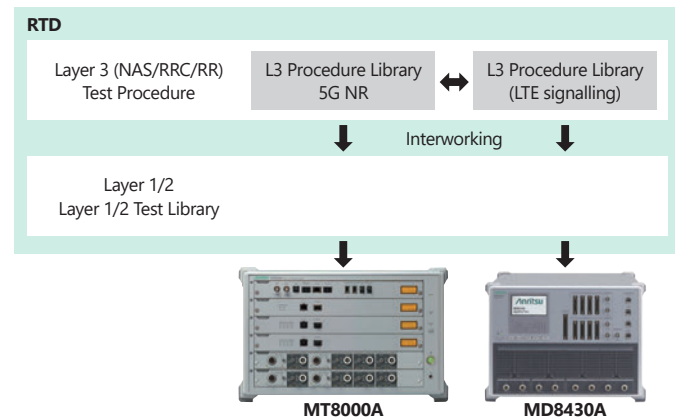 RTD
Layer 3 (NAS/RRC/RR)
Test Procedure
L3 Procedure Library
5G NR
L3 Procedure Library
(LTE signalling)
Interworking
Layer 1/2
Layer 1/2 Test Library
Anritsu
MT8000A
MD8430A